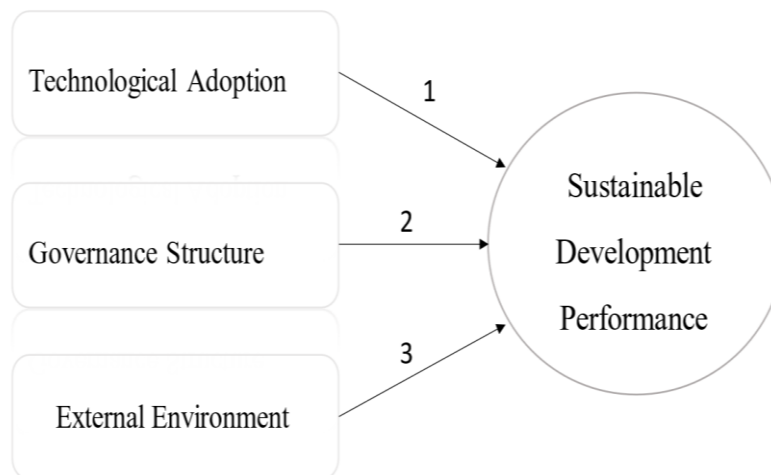 Technological Adoption
1
Governance Structure
2
External Environment
3
Sustainable
Development
Performance